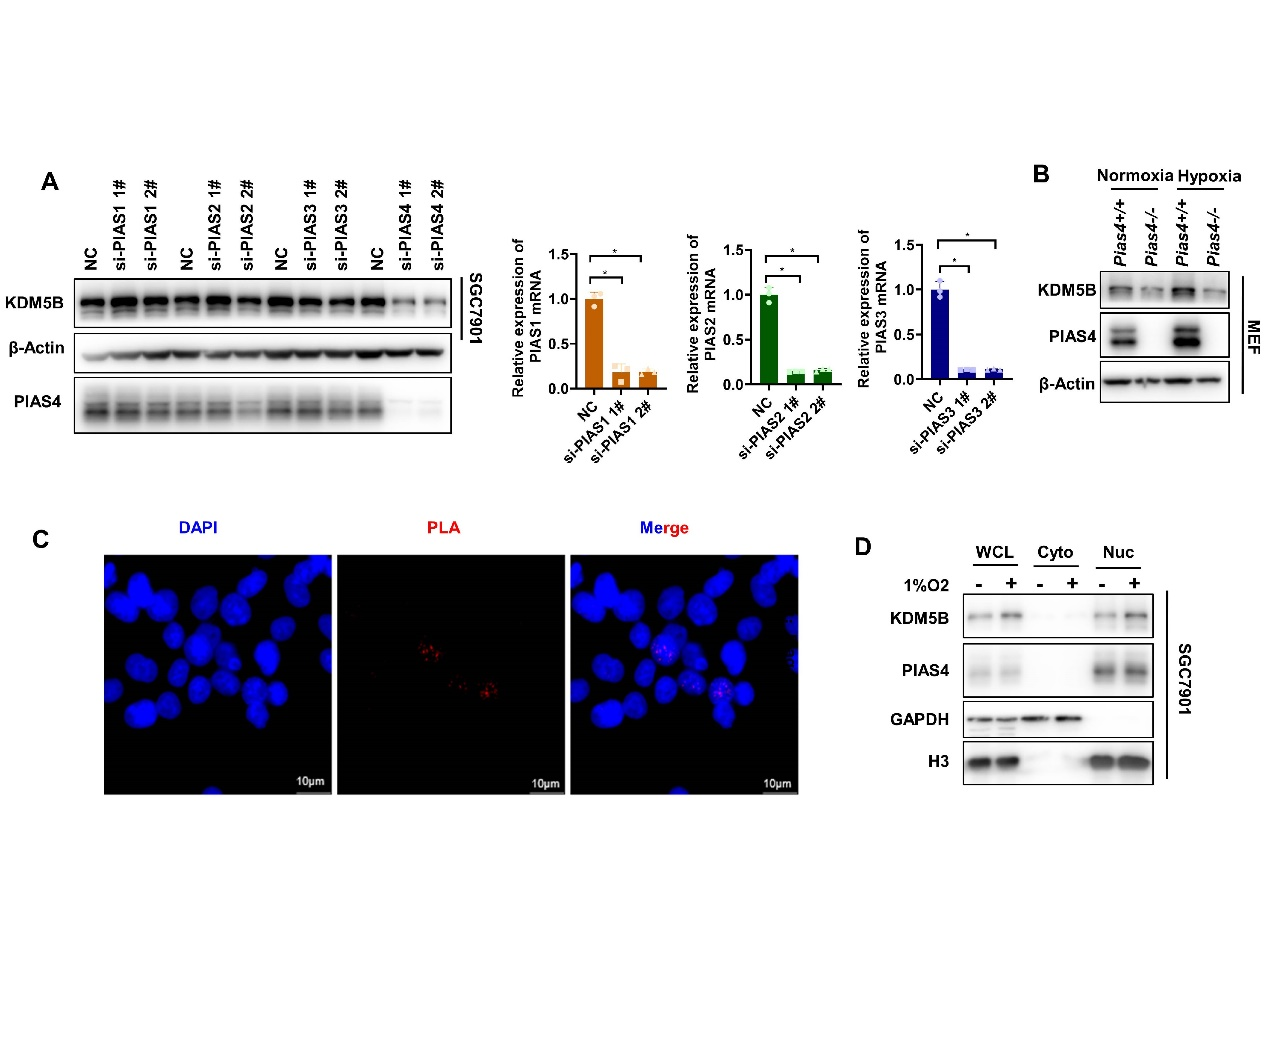 A
NC
si-PIAS1 1#
si-PIAS1 2#
NC
si-PIAS2 1#
si-PIAS2 2#
NC
si-PIAS3 1#
si-PIAS3 2#
NC
si-PIAS4 1#
si-PIAS4 2#
KDM5B
β-Actin
PIAS4
SGC7901
Relative expression of
PIAS1 mRNA
1.5
1.0
0.5
0.0
*
*
NC
si-PIAS1 1#
si-PIAS1 2#
Relative expression of
PIAS2 mRNA
1.5
1.0
0.5
0.0
*
*
NC
si-PIAS2 1#
si-PIAS2 2#
Relative expression of
PIAS3 mRNA
1.5
1.0
0.5
0.0
*
*
NC
si-PIAS3 1#
si-PIAS3 2#
B
Normoxia Hypoxia
Pias4+/+
Pias4-/-
Pias4+/+
Pias4-/-
KDM5B
PIAS4
β-Actin
MEF
C
DAPI
PLA
Merge
10μm
10μm
10μm
D
WCL Cyto Nuc
1%O2 - + - + - +
KDM5B
PIAS4
GAPDH
H3
SGC7901